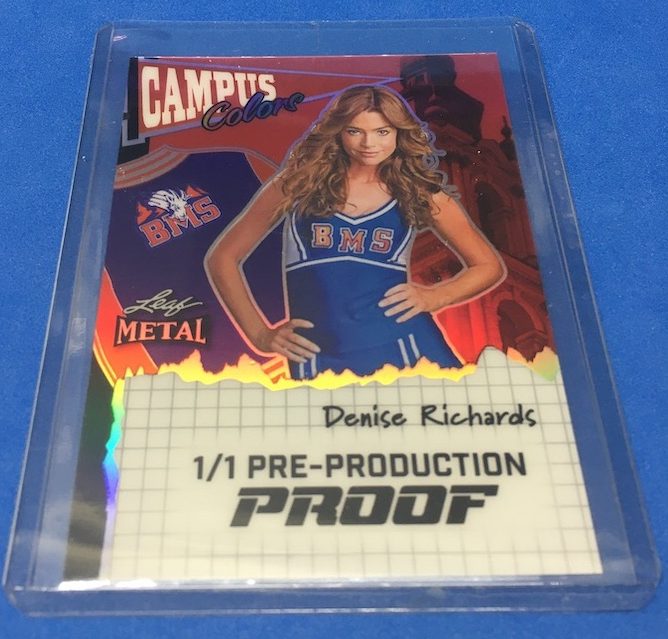 CAMPUS
Colors
BMS
BMS
Leaf
METAL
Denise Richards
1/1 PRE-PRODUCTION
PROOF